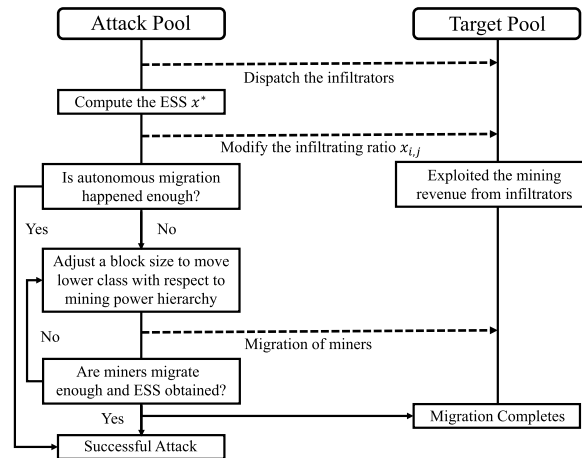 Attack Pool
Target Pool
Dispatch the infiltrators
Compute the ESS x*
Modify the infiltrating ratio x_{i,j}
Is autonomous migration
happened enough?
Exploited the mining
revenue from infiltrators
Yes
No
Adjust a block size to move
lower class with respect to
mining power hierarchy
No
Migration of miners
Are miners migrate
enough and ESS obtained?
Yes
Migration Completes
Successful Attack